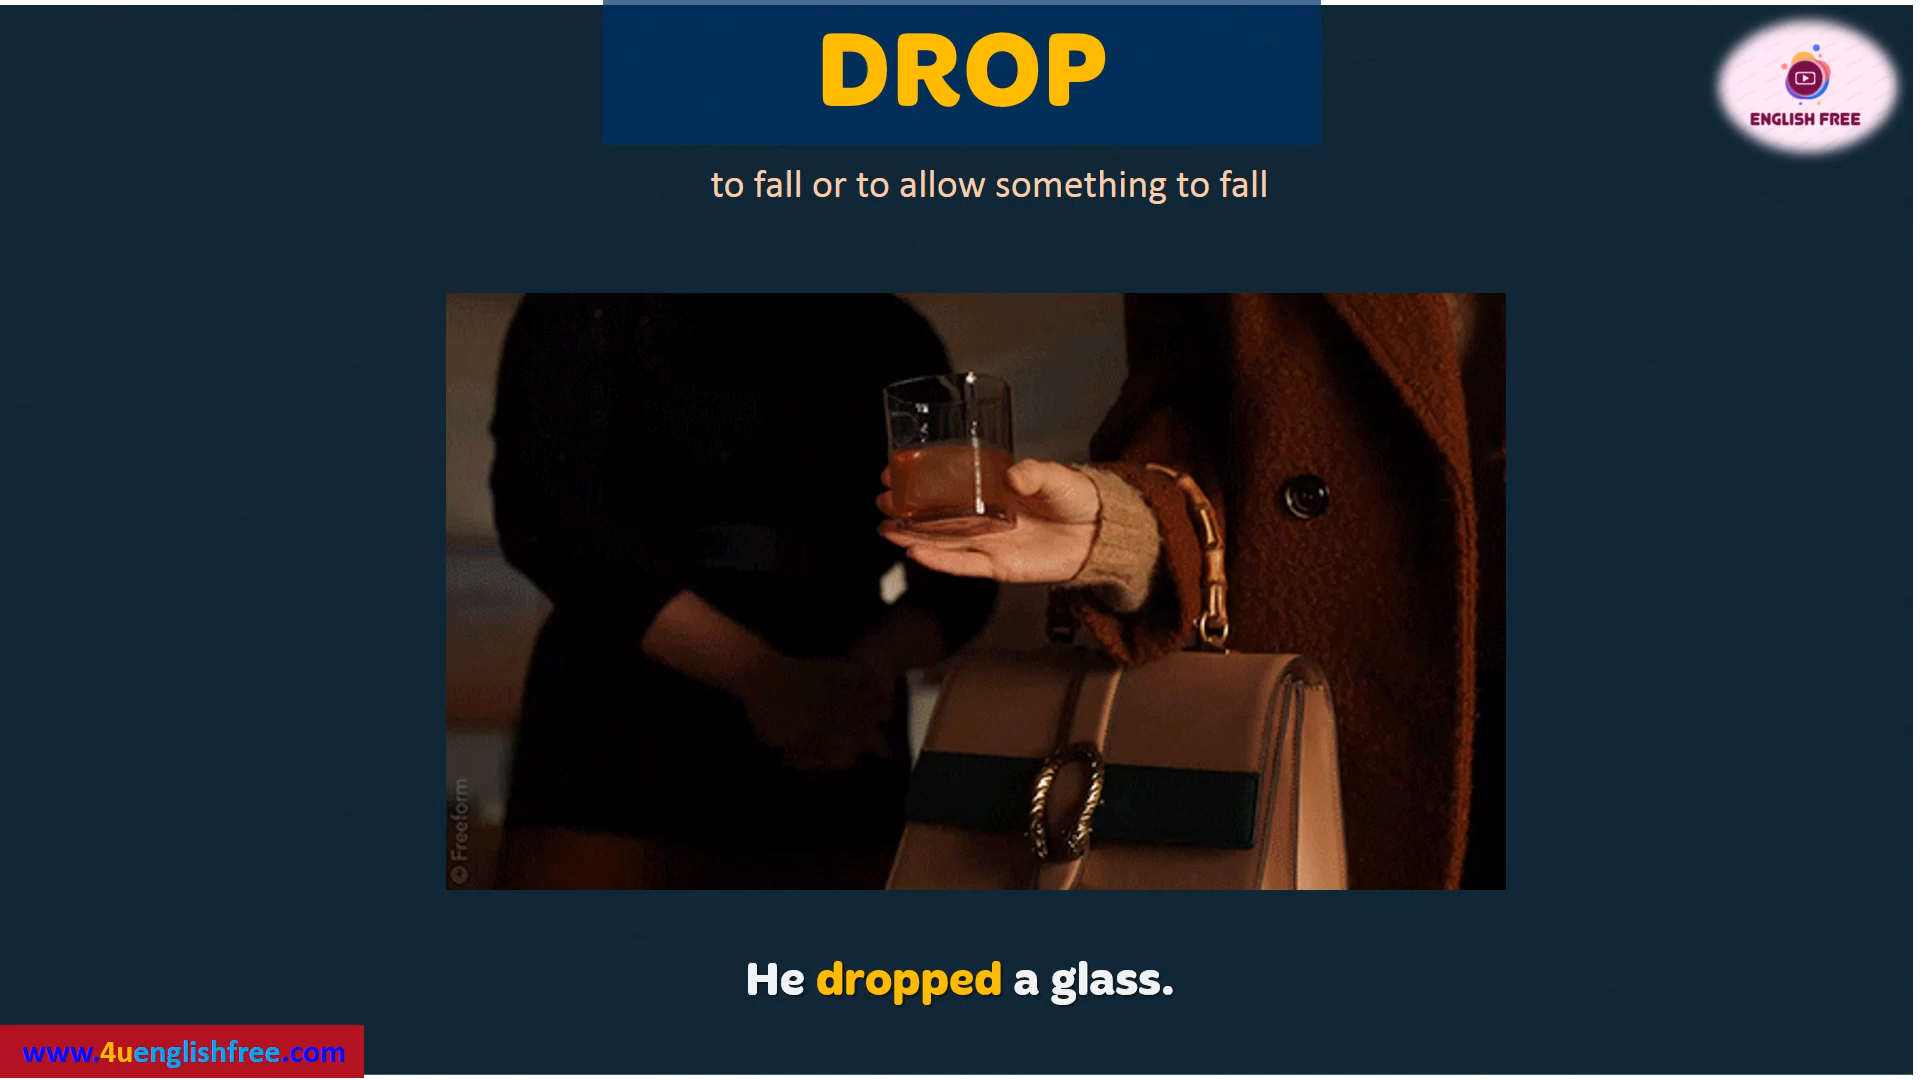 DROP
ENGLISH FREE
to fall or to allow something to fall
© Freeform
He dropped a glass.
www.4uenglishfree.com